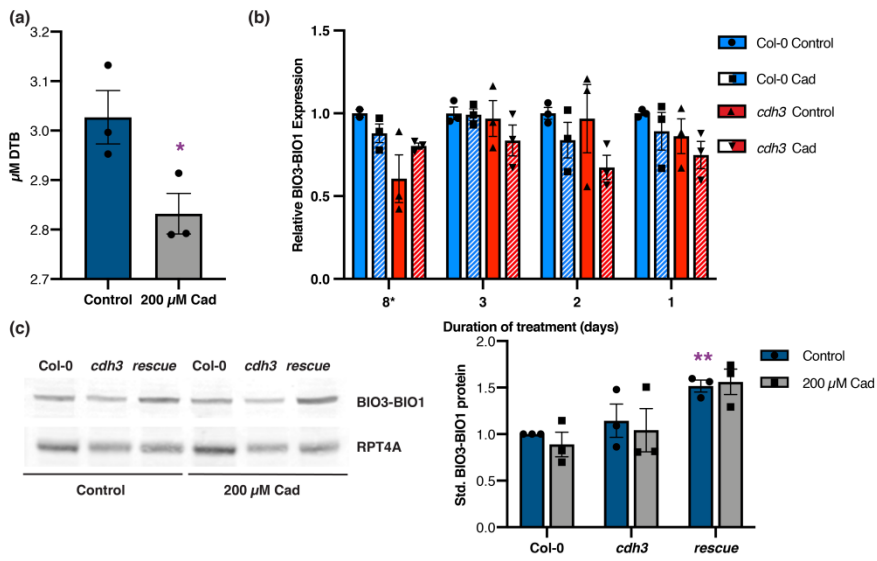 (a)
3.2
3.1
3.0
2.9
2.8
2.7
µM DTB
*
Control
200 µM Cad
(b)
1.5
1.0
0.5
0.0
Relative BIO3-BIO1 Expression
8*
3
2
1
Duration of treatment (days)
Col-0 Control
Col-0 Cad
cdh3 Control
cdh3 Cad
(c)
Col-0 cdh3 rescue Col-0 cdh3 rescue
BIO3-BIO1
RPT4A
Control
200 µM Cad
2.0
1.5
1.0
0.5
0.0
Std. BIO3-BIO1 protein
**
Col-0
cdh3
rescue
Control
200 µM Cad